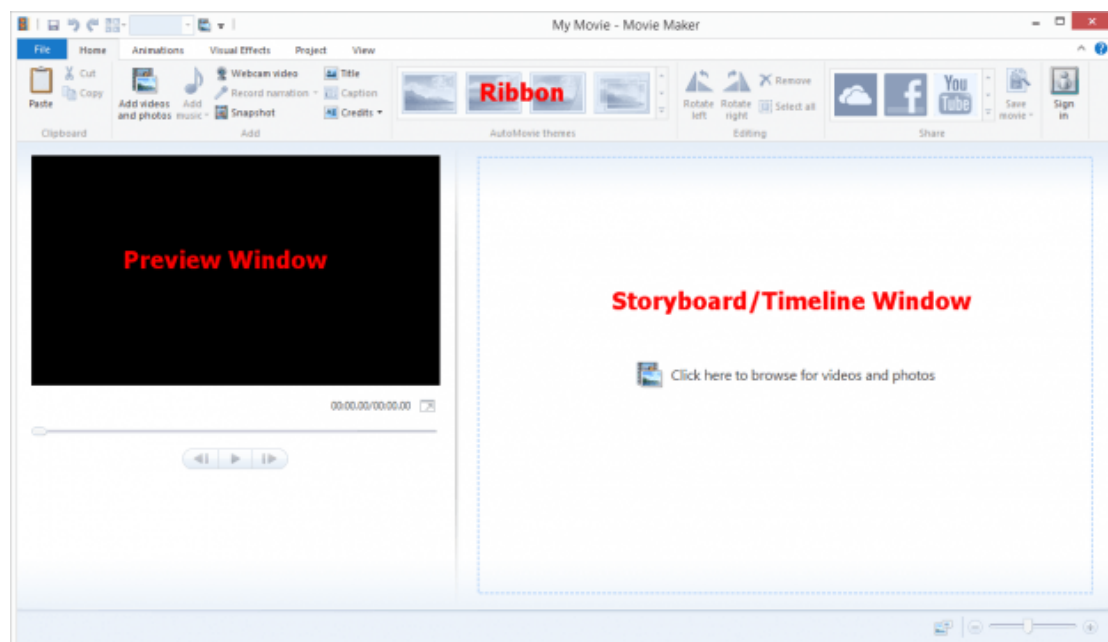 My Movie - Movie Maker
File Home Animations Visual Effects Project View
Paste
Cut
Copy
Clipboard
Add videos and photos
Add music
Webcam video
Record narration
Snapshot
Title
Caption
Credits
Add
Ribbon
AutoMovie themes
Rotate left
Rotate right
Remove
Select all
Editing
You Tube
Share
Save movie
Sign in
Preview Window
00:00.00/00:00.00
Storyboard/Timeline Window
Click here to browse for videos and photos